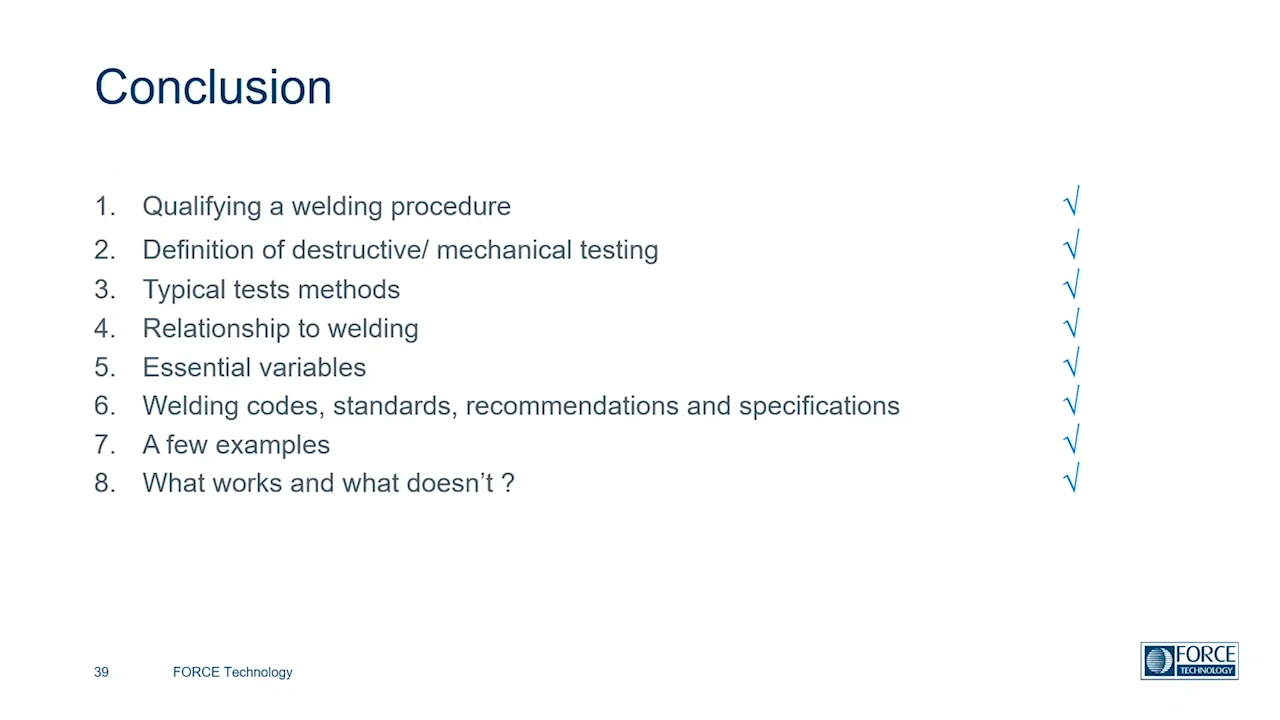 Conclusion
1. Qualifying a welding procedure √
2. Definition of destructive/ mechanical testing √
3. Typical tests methods √
4. Relationship to welding √
5. Essential variables √
6. Welding codes, standards, recommendations and specifications √
7. A few examples √
8. What works and what doesn’t ? √
39 FORCE Technology
FORCE
TECHNOLOGY